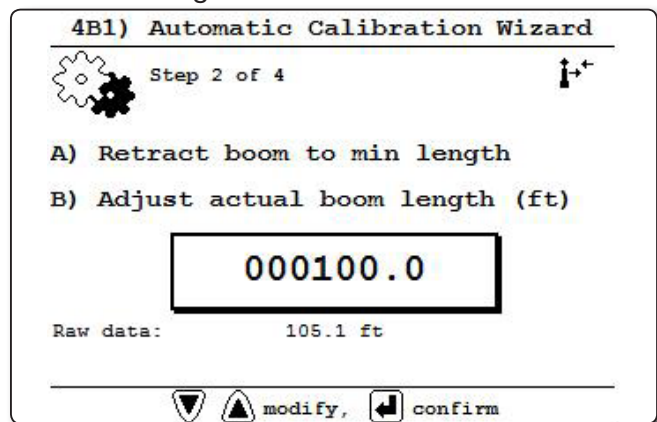 4B1) Automatic Calibration Wizard
Step 2 of 4
A) Retract boom to min length
B) Adjust actual boom length (ft)
000100.0
Raw data: 105.1 ft
modify, confirm